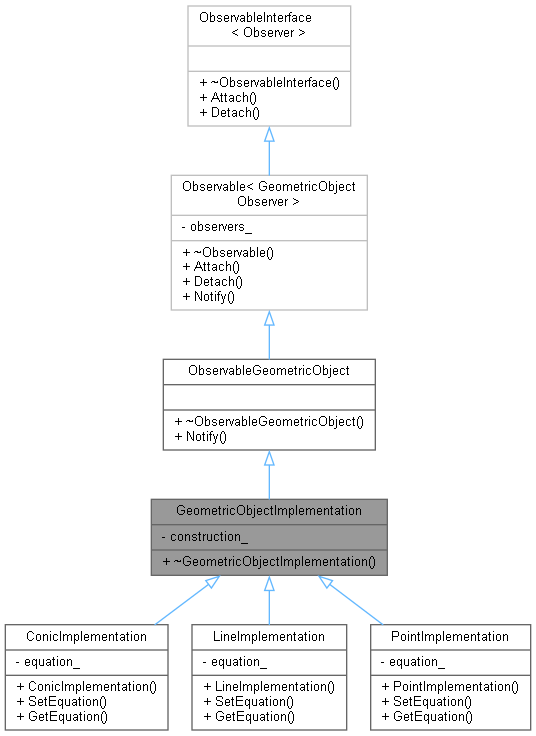 ObservableInterface
< Observer >
+ ~ObservableInterface()
+ Attach()
+ Detach()
Observable< GeometricObject
Observer >
- observers_
+ ~Observable()
+ Attach()
+ Detach()
+ Notify()
ObservableGeometricObject
+ ~ObservableGeometricObject()
+ Notify()
GeometricObjectImplementation
- construction_
+ ~GeometricObjectImplementation()
ConicImplementation
- equation_
+ ConicImplementation()
+ SetEquation()
+ GetEquation()
LineImplementation
- equation_
+ LineImplementation()
+ SetEquation()
+ GetEquation()
PointImplementation
- equation_
+ PointImplementation()
+ SetEquation()
+ GetEquation()